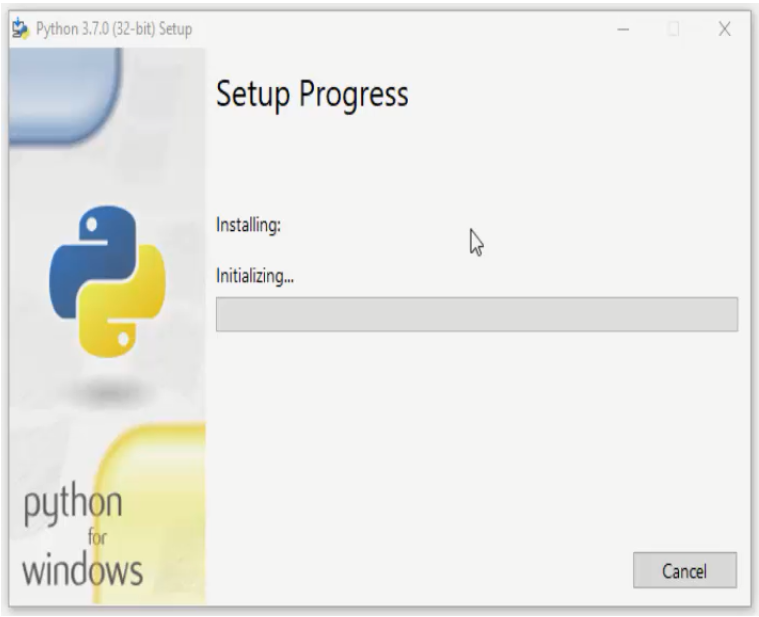 Python 3.7.0 (32-bit) Setup
Setup Progress
Installing:
Initializing...
python
for
windows
Cancel